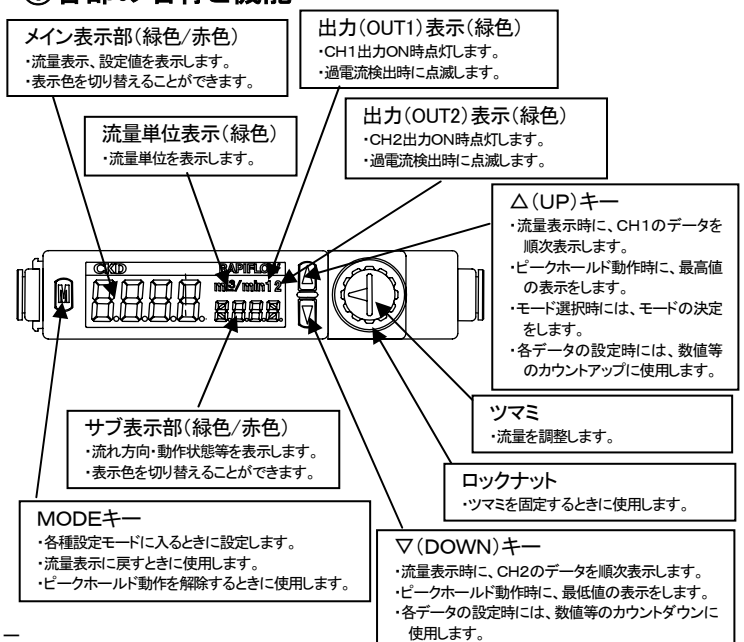 メイン表示部(緑色/赤色)
・流量表示、設定値を表示します。
・表示色を切り替えることができます。
出力(OUT1)表示(緑色)
・CH1出力ON時点灯します。
・過電流検出時に点滅します。
流量単位表示(緑色)
・流量単位を表示します。
出力(OUT2)表示(緑色)
・CH2出力ON時点灯します。
・過電流検出時に点滅します。
△(UP)キー
・流量表示時に、CH1のデータを
順次表示します。
・ピークホールド動作時に、最高値
の表示をします。
・モード選択時には、モードの決定
をします。
・各データの設定時には、数値等
のカウントアップに使用します。
CKD
RAPIFLOW
M
m3/min12
サブ表示部(緑色/赤色)
・流れ方向・動作状態等を表示します。
・表示色を切り替えることができます。
ツマミ
・流量を調整します。
ロックナット
・ツマミを固定するときに使用します。
MODEキー
・各種設定モードに入るときに設定します。
・流量表示に戻すときに使用します。
・ピークホールド動作を解除するときに使用します。
▽(DOWN)キー
・流量表示時に、CH2のデータを順次表示します。
・ピークホールド動作時に、最低値の表示をします。
・各データの設定時には、数値等のカウントダウンに
使用します。